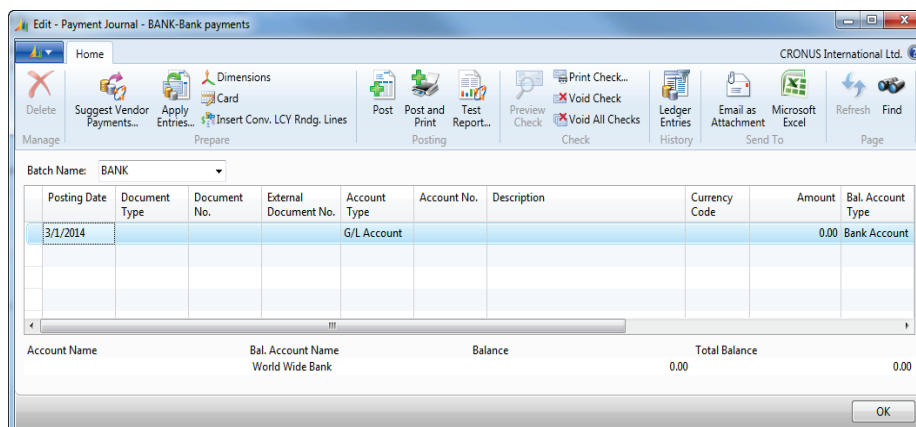 Edit - Payment Journal - BANK-Bank payments
Home
CRONUS International Ltd.
Delete
Suggest Vendor
Payments...
Apply
Entries...
Dimensions
Card
Insert Conv. LCY Rndg. Lines
Post
Post and
Print
Test
Report...
Preview
Check
Print Check...
Void Check
Void All Checks
Ledger
Entries
Email as
Attachment
Microsoft
Excel
Refresh
Find
Manage
Prepare
Posting
Check
History
Send To
Page
Batch Name: BANK
Posting Date Document Type Document No. External Document No. Account Type Account No. Description Currency Code Amount Bal. Account Type
3/1/2014 G/L Account 0.00 Bank Account
Account Name Bal. Account Name Balance Total Balance
World Wide Bank 0.00 0.00
OK